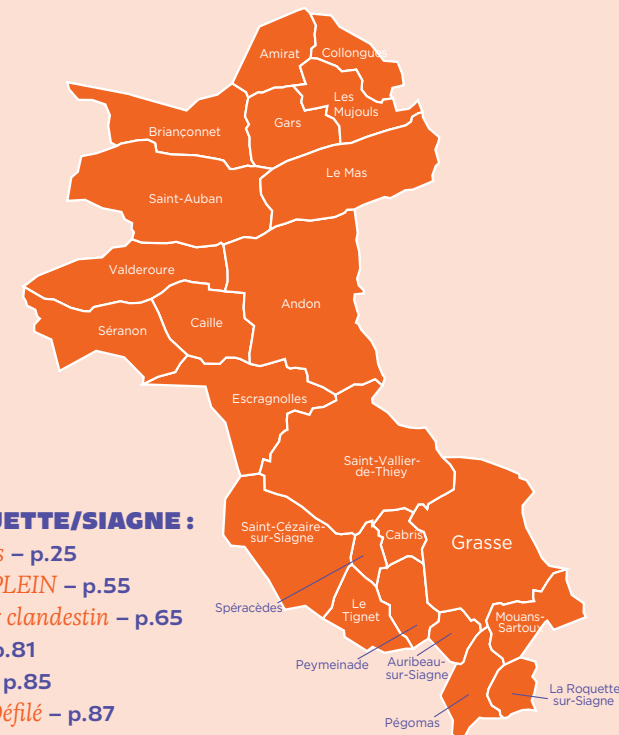 Amirat
Collongues
Les
Mujouls
Gars
Briançonnet
Le Mas
Saint-Auban
Valderoure
Andon
Caille
Séranon
Escragnolles
Saint-Vallier-
de-Thiey
Saint-Cézaire-
sur-Siagne
Cabris
Grasse
Spéracèdes
Le
Tignet
Mouans-
Sartoux
Peymeinade
Auribeau-
sur-Siagne
La Roquette
sur-Siagne
Pégomas
UETTE/SIAGNE :
s – p.25
PLEIN – p.55
r clandestin – p.65
p.81
p.85
Défilé – p.87